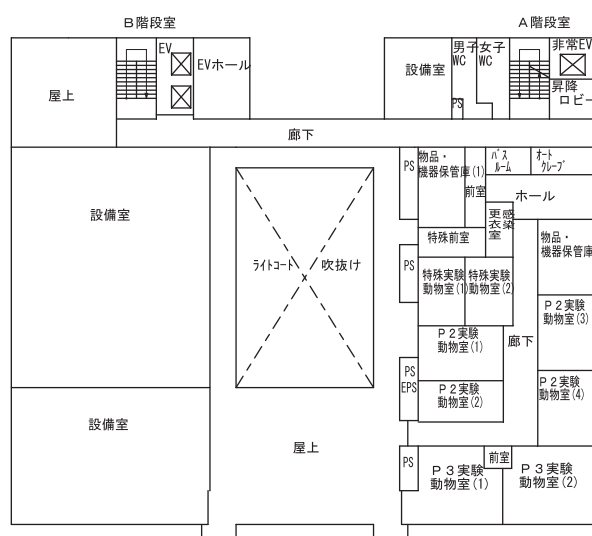 B階段室
A階段室
EV
EVホール
屋上
設備室
男子
WC
女子
WC
PS
非常EV
昇降
ロビー
廊下
PS
物品・
機器保管庫(1)
前室
パス
ルーム
オート
クレーブ
ホール
設備室
特殊前室
感染
更衣室
物品・
機器保管庫
ライトコート
吹抜け
PS
特殊実験
動物室(1)
特殊実験
動物室(2)
P2実験
動物室(3)
P2実験
動物室(1)
廊下
PS
EPS
P2実験
動物室(2)
P2実験
動物室(4)
設備室
屋上
PS
P3実験
動物室(1)
前室
P3実験
動物室(2)